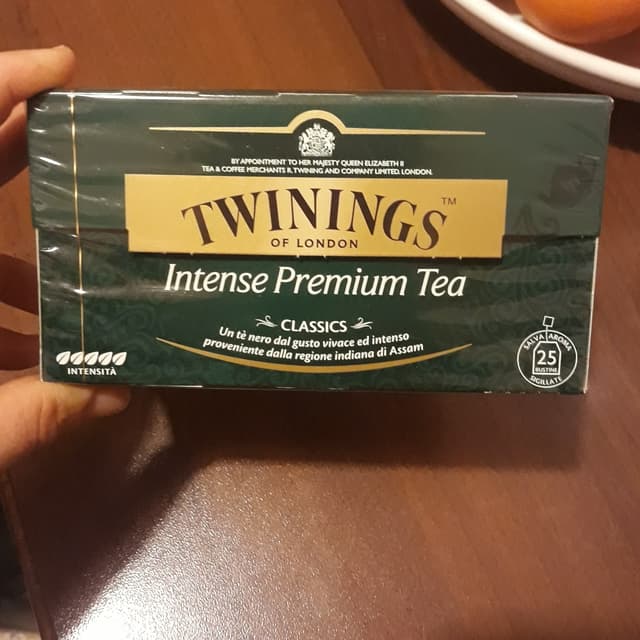 BY APPOINTMENT TO HER MAJESTY QUEEN ELIZABETH II
TEA & COFFEE MERCHANTS R. TWINING AND COMPANY LIMITED, LONDON.
TWININGS™
OF LONDON
Intense Premium Tea
CLASSICS
Un tè nero dal gusto vivace ed intenso
proveniente dalla regione indiana di Assam
INTENSITÀ
SALVA AROMA
25
BUSTINE
SIGILLATE